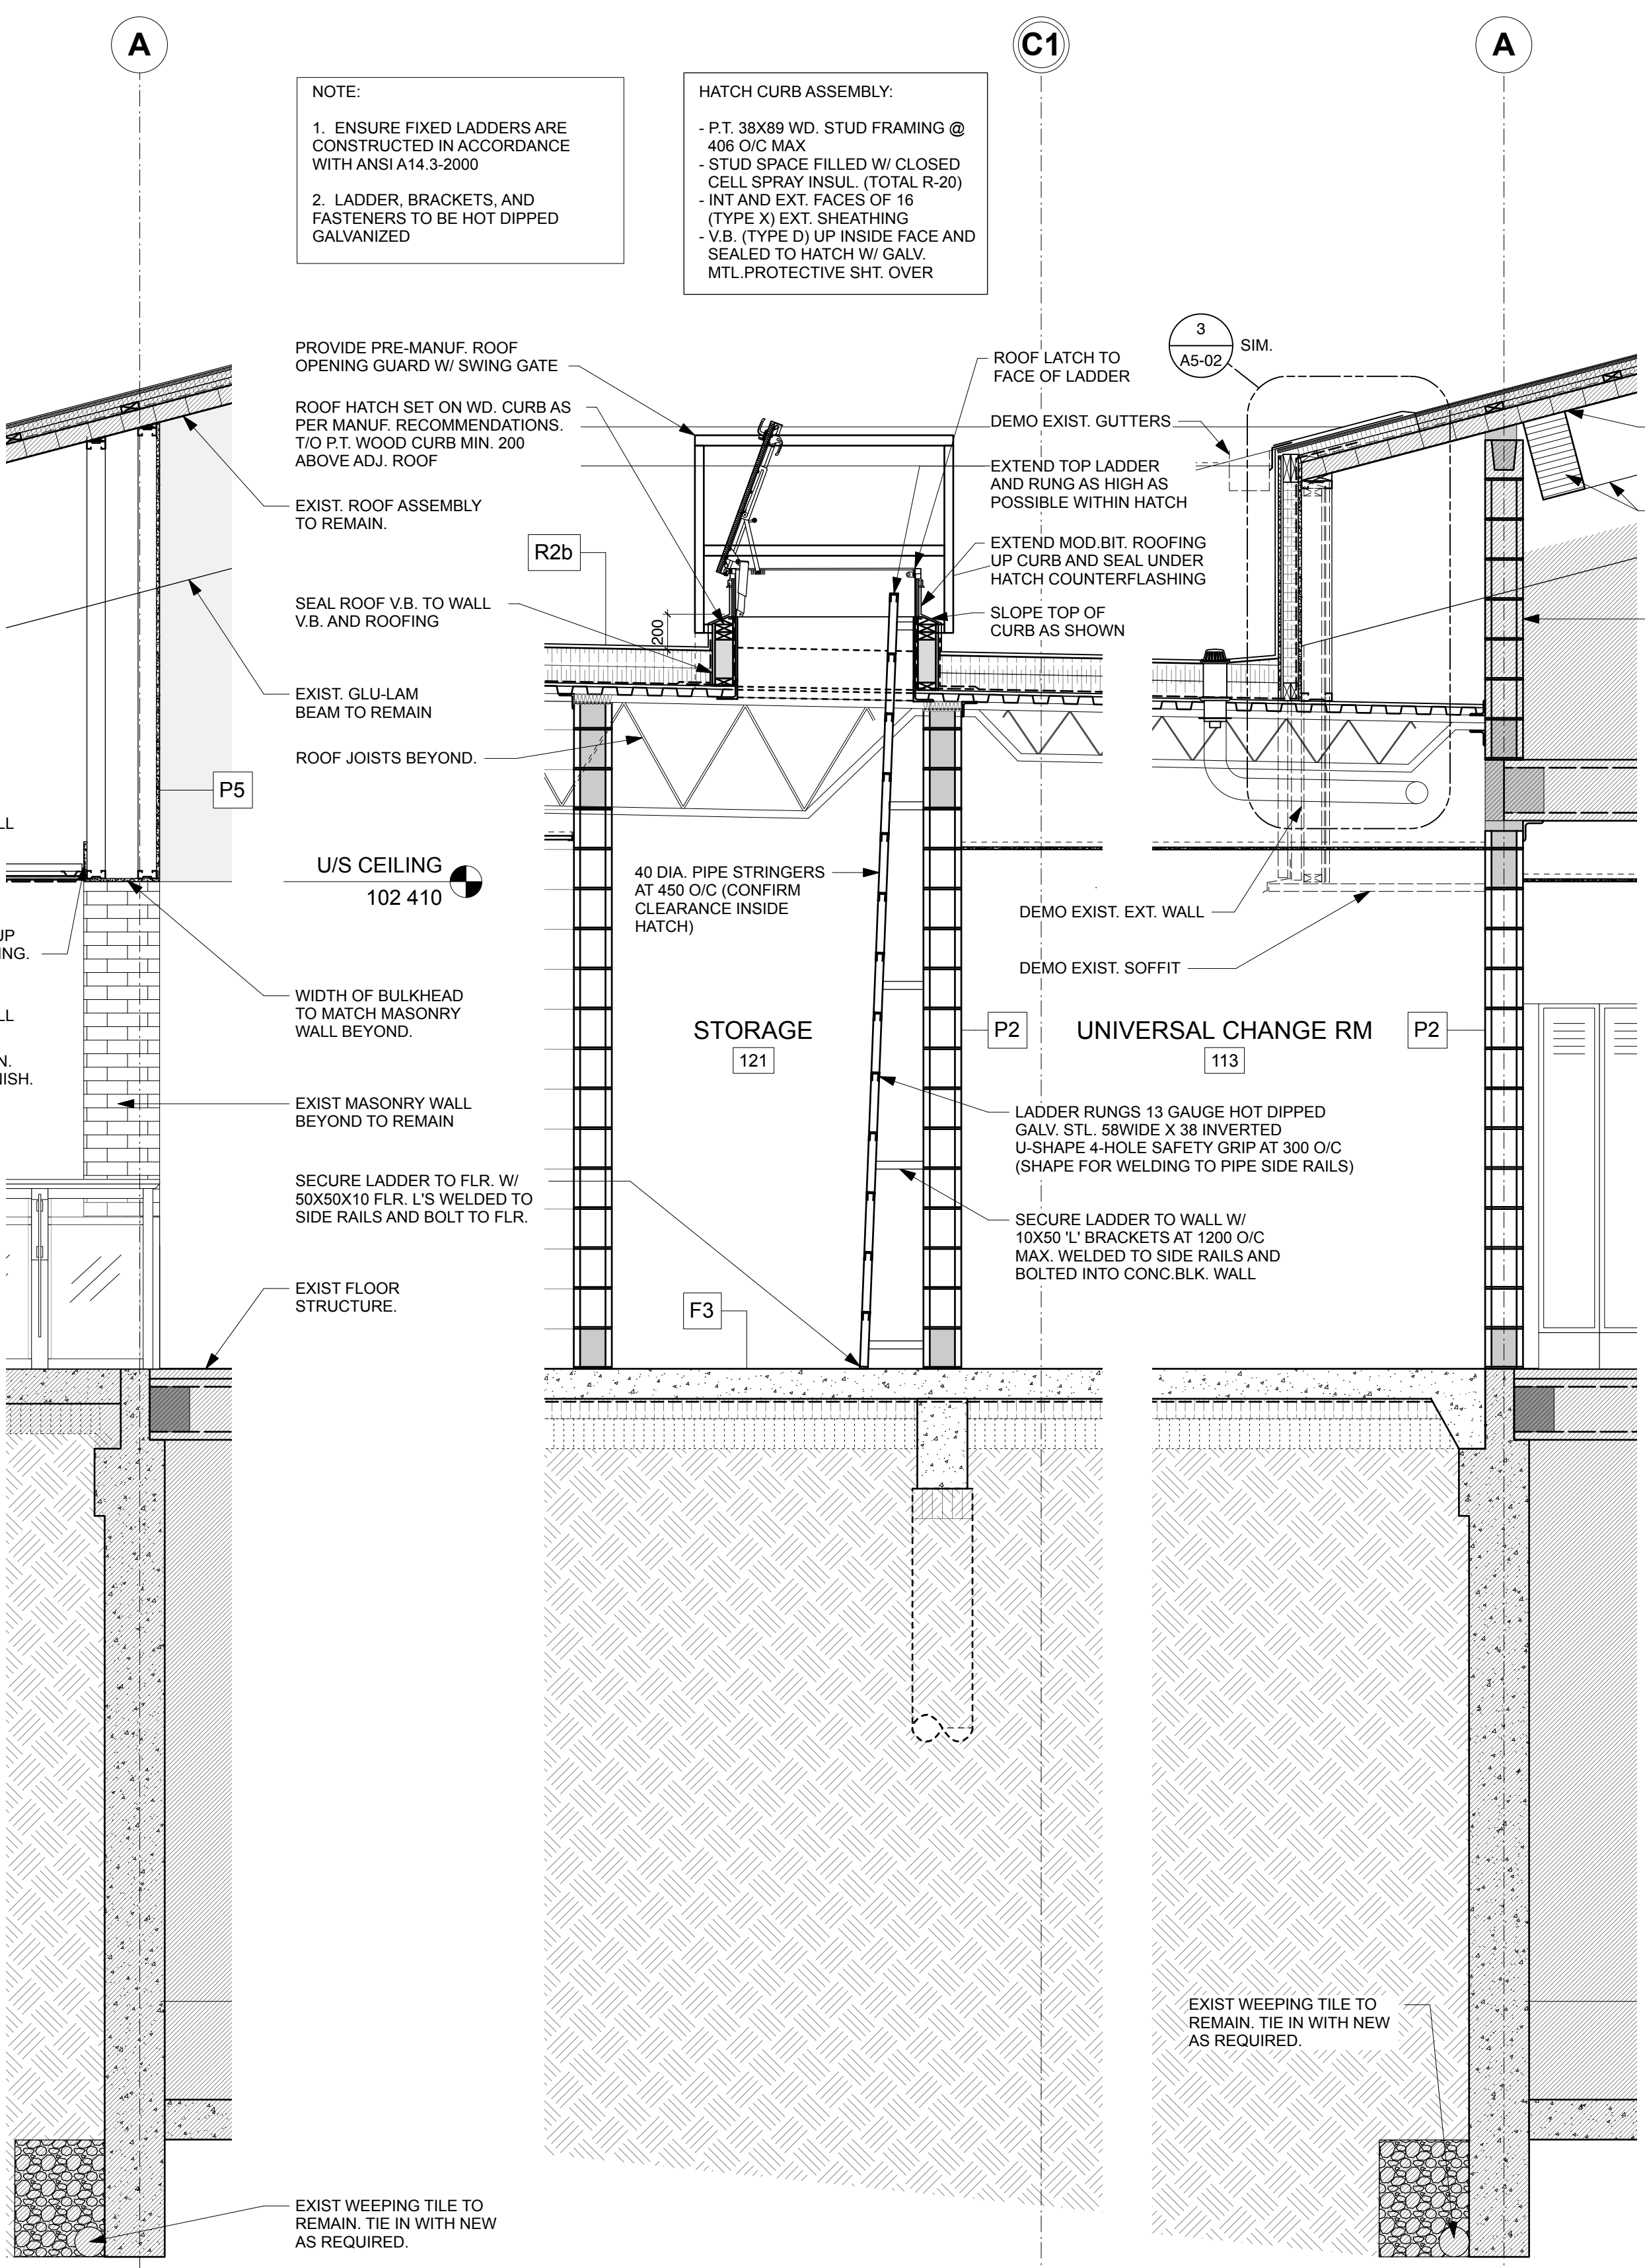 A
C1
A
NOTE:
1. ENSURE FIXED LADDERS ARE
CONSTRUCTED IN ACCORDANCE
WITH ANSI A14.3-2000
2. LADDER, BRACKETS, AND
FASTENERS TO BE HOT DIPPED
GALVANIZED
HATCH CURB ASSEMBLY:
- P.T. 38X89 WD. STUD FRAMING @
406 O/C MAX
- STUD SPACE FILLED W/ CLOSED
CELL SPRAY INSUL. (TOTAL R-20)
- INT AND EXT. FACES OF 16
(TYPE X) EXT. SHEATHING
- V.B. (TYPE D) UP INSIDE FACE AND
SEALED TO HATCH W/ GALV.
MTL.PROTECTIVE SHT. OVER
PROVIDE PRE-MANUF. ROOF
OPENING GUARD W/ SWING GATE
ROOF HATCH SET ON WD. CURB AS
PER MANUF. RECOMMENDATIONS.
T/O P.T. WOOD CURB MIN. 200
ABOVE ADJ. ROOF
EXIST. ROOF ASSEMBLY
TO REMAIN.
R2b
SEAL ROOF V.B. TO WALL
V.B. AND ROOFING
200
EXIST. GLU-LAM
BEAM TO REMAIN
ROOF JOISTS BEYOND.
P5
ROOF LATCH TO
FACE OF LADDER
3
A5-02
SIM.
DEMO EXIST. GUTTERS
EXTEND TOP LADDER
AND RUNG AS HIGH AS
POSSIBLE WITHIN HATCH
EXTEND MOD.BIT. ROOFING
UP CURB AND SEAL UNDER
HATCH COUNTERFLASHING
SLOPE TOP OF
CURB AS SHOWN
LL
U/S CEILING
102 410
40 DIA. PIPE STRINGERS
AT 450 O/C (CONFIRM
CLEARANCE INSIDE
HATCH)
DEMO EXIST. EXT. WALL
DEMO EXIST. SOFFIT
UP
ING.
WIDTH OF BULKHEAD
TO MATCH MASONRY
WALL BEYOND.
LL
N.
NISH.
STORAGE
121
P2
UNIVERSAL CHANGE RM
113
P2
EXIST MASONRY WALL
BEYOND TO REMAIN
LADDER RUNGS 13 GAUGE HOT DIPPED
GALV. STL. 58WIDE X 38 INVERTED
U-SHAPE 4-HOLE SAFETY GRIP AT 300 O/C
(SHAPE FOR WELDING TO PIPE SIDE RAILS)
SECURE LADDER TO FLR. W/
50X50X10 FLR. L'S WELDED TO
SIDE RAILS AND BOLT TO FLR.
SECURE LADDER TO WALL W/
10X50 'L' BRACKETS AT 1200 O/C
MAX. WELDED TO SIDE RAILS AND
BOLTED INTO CONC.BLK. WALL
EXIST FLOOR
STRUCTURE.
F3
EXIST WEEPING TILE TO
REMAIN. TIE IN WITH NEW
AS REQUIRED.
EXIST WEEPING TILE TO
REMAIN. TIE IN WITH NEW
AS REQUIRED.